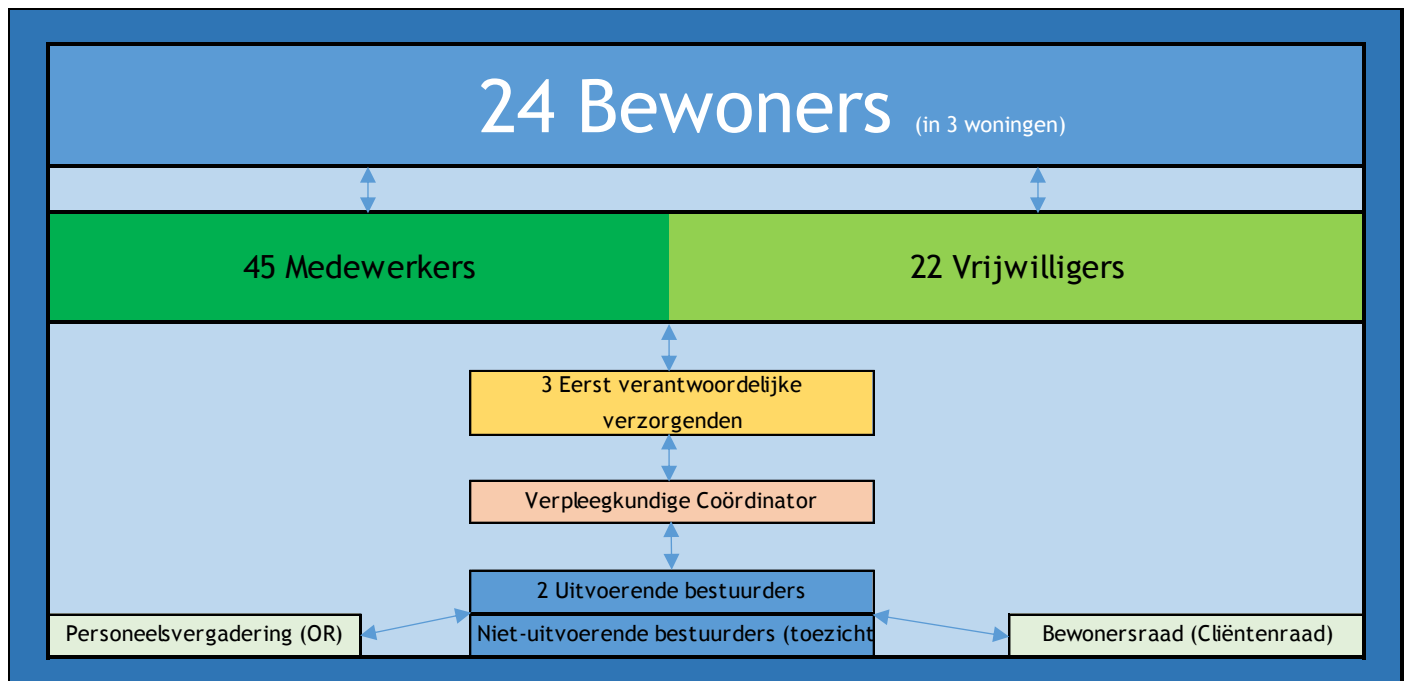 24 Bewoners (in 3 woningen)
45 Medewerkers
22 Vrijwilligers
3 Eerst verantwoordelijke
verzorgenden
Verpleegkundige Coördinator
2 Uitvoerende bestuurders
Personeelsvergadering (OR)
Niet-uitvoerende bestuurders (toezicht
Bewonersraad (Cliëntenraad)